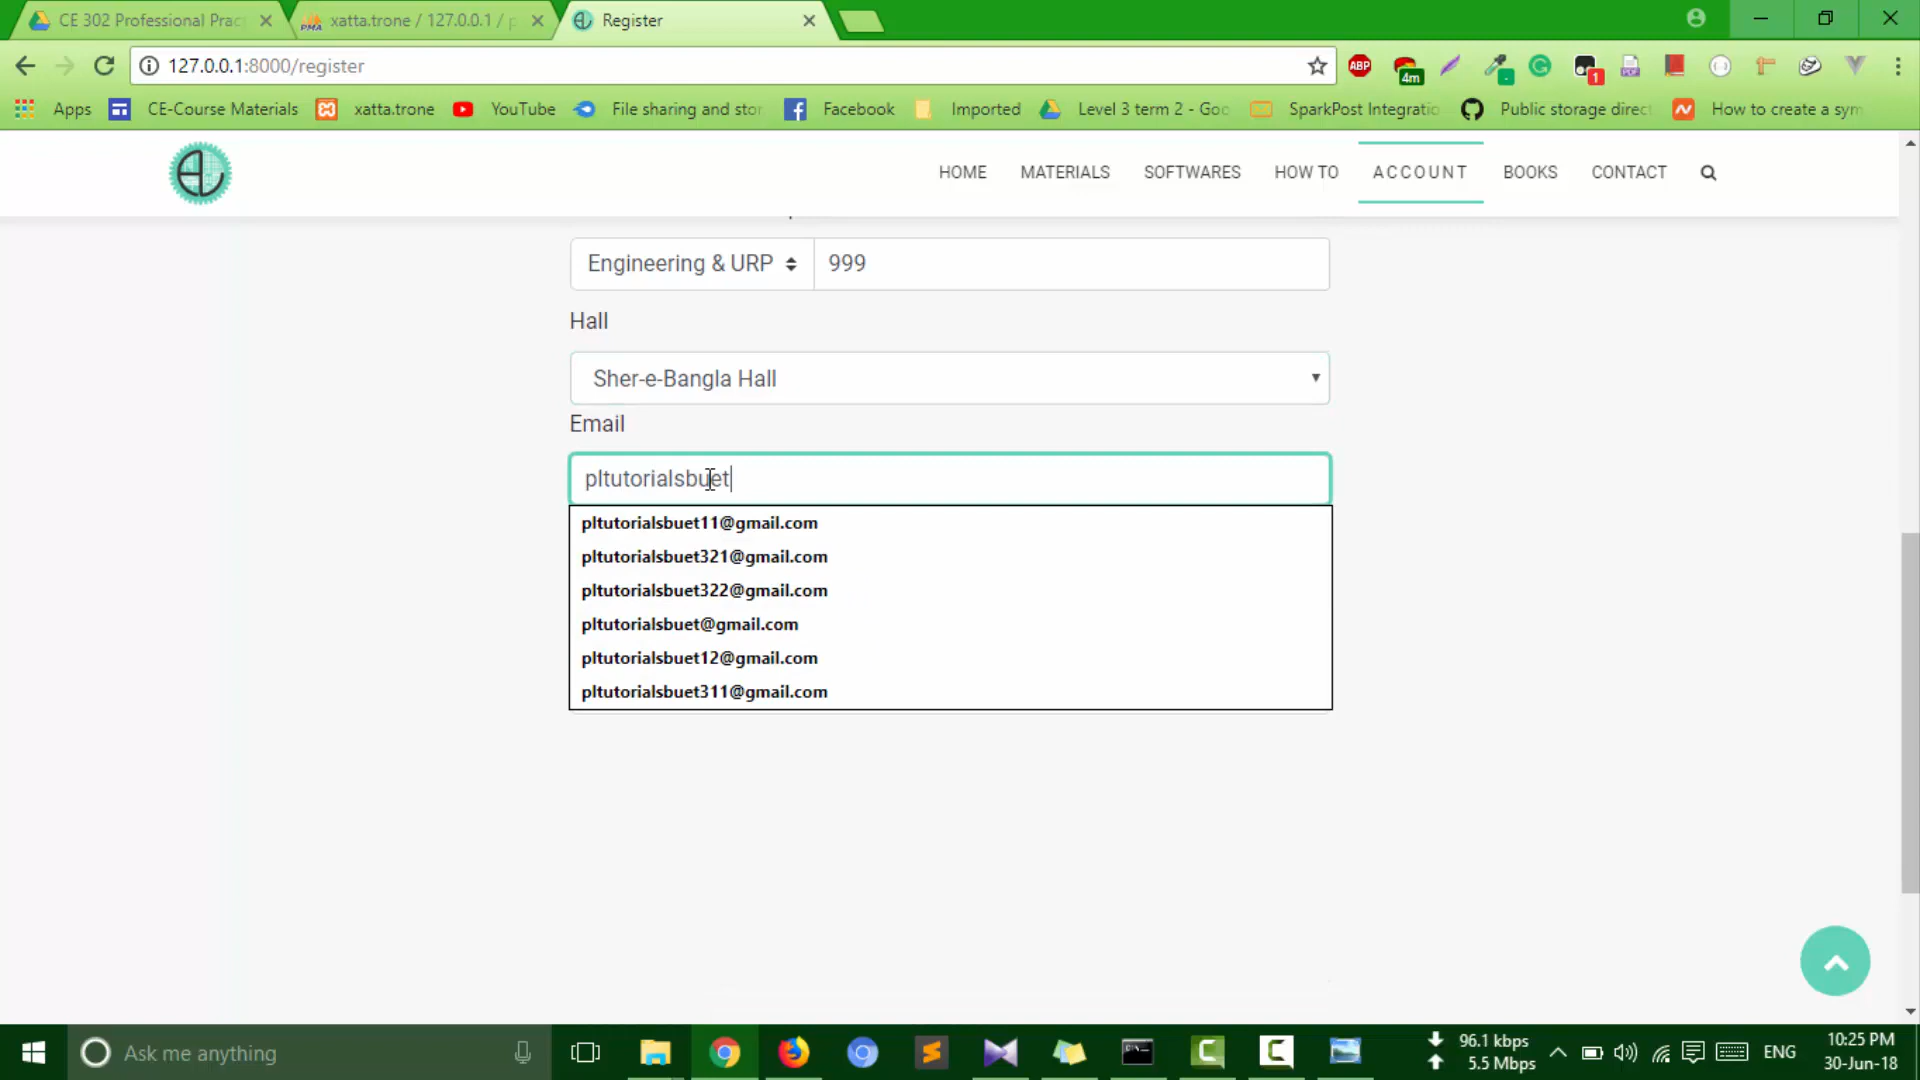 CE 302 Professional Prac
xatta.trone / 127.0.0.1 / p
Register
127.0.0.1:8000/register
ABP
4m
1
PDF
Apps
CE-Course Materials
xatta.trone
YouTube
File sharing and stor
Facebook
Imported
Level 3 term 2 - Goo
SparkPost Integratio
Public storage direct
How to create a sym
HOME
MATERIALS
SOFTWARES
HOW TO
ACCOUNT
BOOKS
CONTACT
Engineering & URP
999
Hall
Sher-e-Bangla Hall
Email
pltutorialsbuet
pltutorialsbuet11@gmail.com
pltutorialsbuet321@gmail.com
pltutorialsbuet322@gmail.com
pltutorialsbuet@gmail.com
pltutorialsbuet12@gmail.com
pltutorialsbuet311@gmail.com
Ask me anything
96.1 kbps
5.5 Mbps
ENG
10:25 PM
30-Jun-18